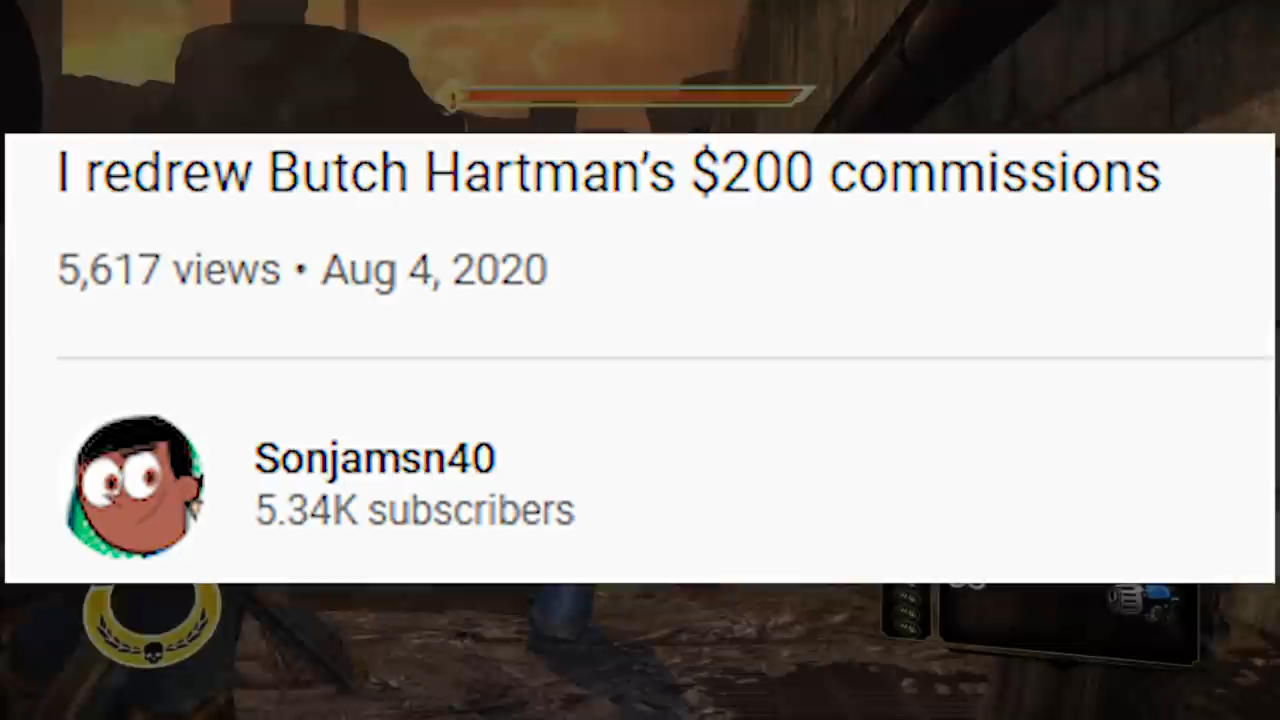 I redrew Butch Hartman’s $200 commissions
5,617 views • Aug 4, 2020
Sonjamsn40
5.34K subscribers